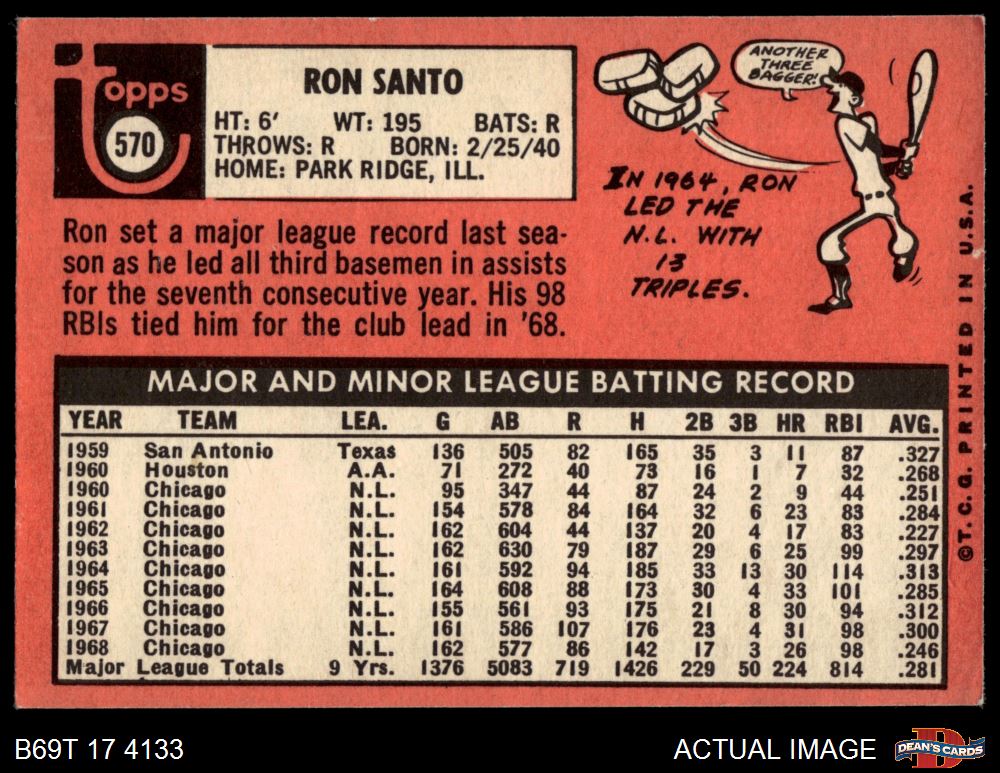 topps
570
RON SANTO
HT: 6' WT: 195 BATS: R
THROWS: R BORN: 2/25/40
HOME: PARK RIDGE, ILL.
ANOTHER
THREE
BAGGER!
IN 1964, RON
LED THE
N.L. WITH
13
TRIPLES.
Ron set a major league record last sea-
son as he led all third basemen in assists
for the seventh consecutive year. His 98
RBIs tied him for the club lead in '68.
MAJOR AND MINOR LEAGUE BATTING RECORD
YEAR TEAM LEA. G AB R H 2B 3B HR RBI AVG.
1959 San Antonio Texas 136 505 82 165 35 3 11 87 .327
1960 Houston A.A. 71 272 40 73 16 1 7 32 .268
1960 Chicago N.L. 95 347 44 87 24 2 9 44 .251
1961 Chicago N.L. 154 578 84 164 32 6 23 83 .284
1962 Chicago N.L. 162 604 44 137 20 4 17 83 .227
1963 Chicago N.L. 162 630 79 187 29 6 25 99 .297
1964 Chicago N.L. 161 592 94 185 33 13 30 114 .313
1965 Chicago N.L. 164 608 88 173 30 4 33 101 .285
1966 Chicago N.L. 155 561 93 175 21 8 30 94 .312
1967 Chicago N.L. 161 586 107 176 23 4 31 98 .300
1968 Chicago N.L. 162 577 86 142 17 3 26 98 .246
Major League Totals 9 Yrs. 1376 5083 719 1426 229 50 224 814 .281
©T.C.G. PRINTED IN U.S.A.
B69T 17 4133
ACTUAL IMAGE
D
DEAN'S CARDS